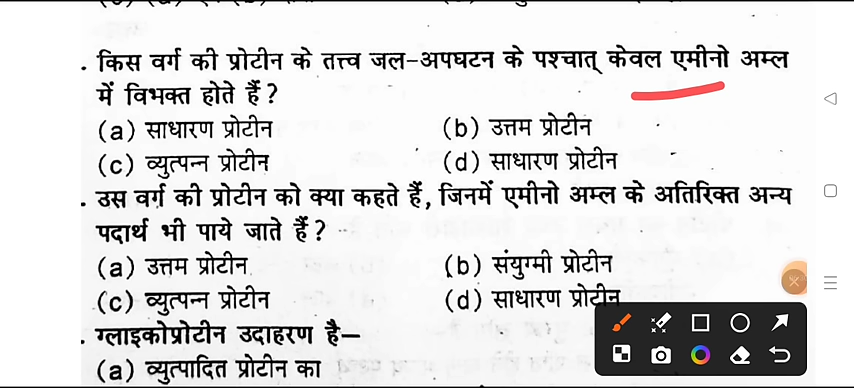 . किस वर्ग की प्रोटीन के तत्त्व जल-अपघटन के पश्चात् केवल एमीनो अम्ल
में विभक्त होते हैं?
(a) साधारण प्रोटीन (b) उत्तम प्रोटीन
(c) व्युत्पन्न प्रोटीन (d) साधारण प्रोटीन
. उस वर्ग की प्रोटीन को क्या कहते हैं, जिनमें एमीनो अम्ल के अतिरिक्त अन्य
पदार्थ भी पाये जाते हैं?
(a) उत्तम प्रोटीन (b) संयुग्मी प्रोटीन
(c) व्युत्पन्न प्रोटीन (d) साधारण प्रोटीन
. ग्लाइकोप्रोटीन उदाहरण है—
(a) व्युत्पादित प्रोटीन का